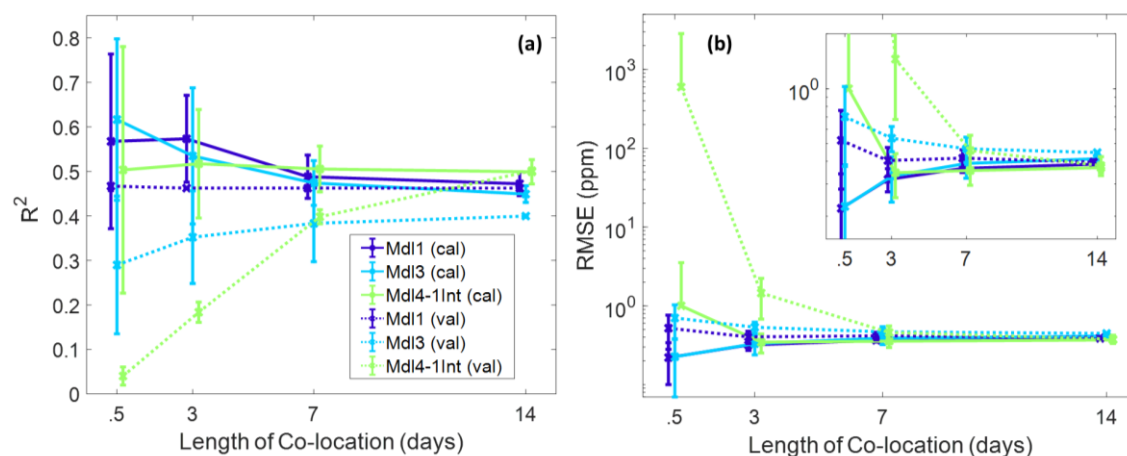 (a)
0.8
0.7
0.6
0.5
0.4
0.3
0.2
0.1
0
R²
.5 3 7 14
Length of Co-location (days)
Mdl1 (cal)
Mdl3 (cal)
Mdl4-1Int (cal)
Mdl1 (val)
Mdl3 (val)
Mdl4-1Int (val)
(b)
10³
10²
10¹
10⁰
RMSE (ppm)
.5 3 7 14
Length of Co-location (days)
10⁰
.5 3 7 14